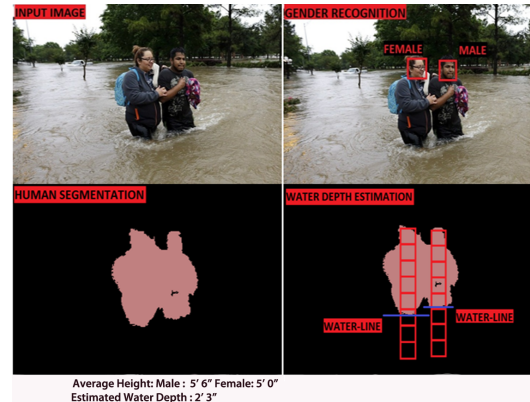 INPUT IMAGE
GENDER RECOGNITION
FEMALE
MALE
HUMAN SEGMENTATION
WATER DEPTH ESTIMATION
WATER-LINE
WATER-LINE
Average Height: Male : 5’ 6” Female: 5’ 0”
Estimated Water Depth : 2’ 3”